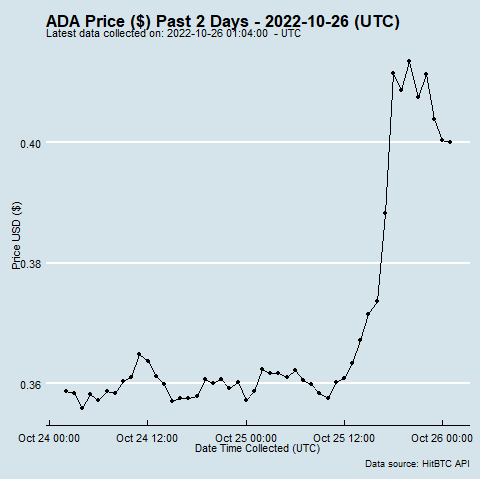 ADA Price ($) Past 2 Days - 2022-10-26 (UTC)
Latest data collected on: 2022-10-26 01:04:00  - UTC
0.40
0.38
0.36
Price USD ($)
Oct 24 00:00
Oct 24 12:00
Oct 25 00:00
Oct 25 12:00
Oct 26 00:00
Date Time Collected (UTC)
Data source: HitBTC API